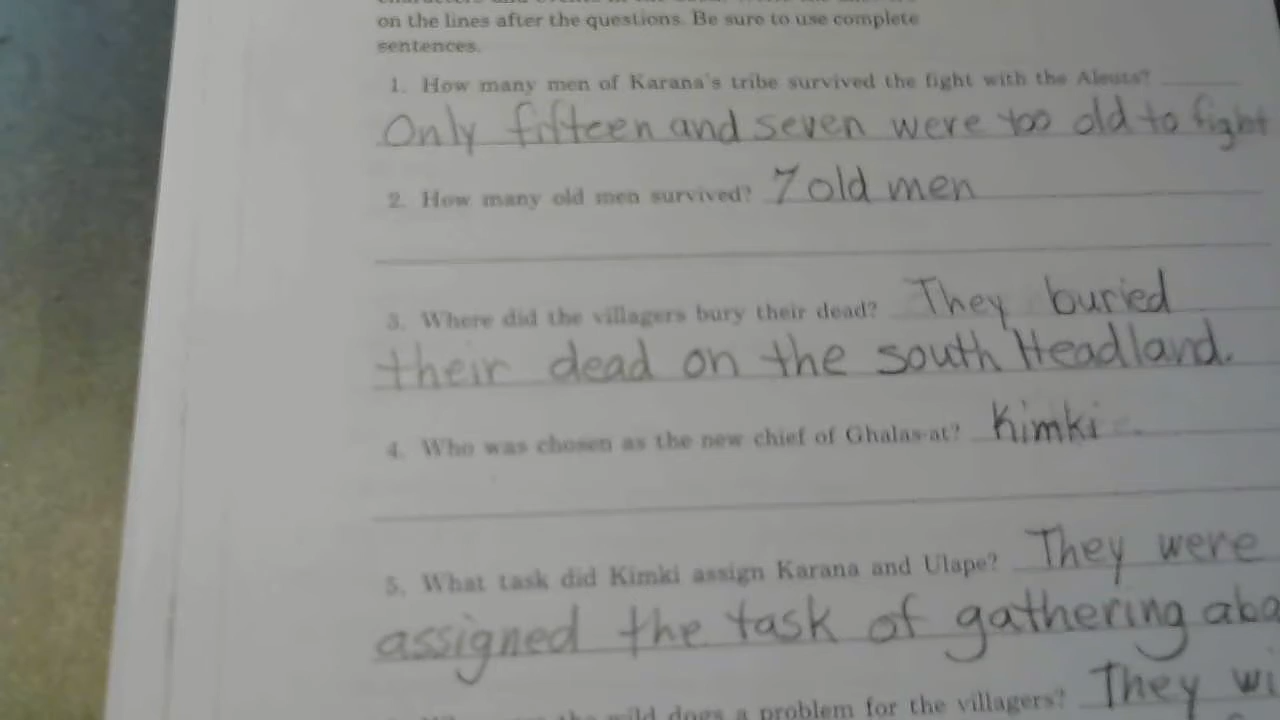 on the lines after the questions. Be sure to use complete
sentences.
1. How many men of Karana's tribe survived the fight with the Aleuts?
Only fifteen and seven were too old to fight
2. How many old men survived? 7 old men
3. Where did the villagers bury their dead? They buried
their dead on the south Headland.
4. Who was chosen as the new chief of Ghalas-at? Kimki
5. What task did Kimki assign Karana and Ulape? They were
assigned the task of gathering aba
wild dogs a problem for the villagers? They wi